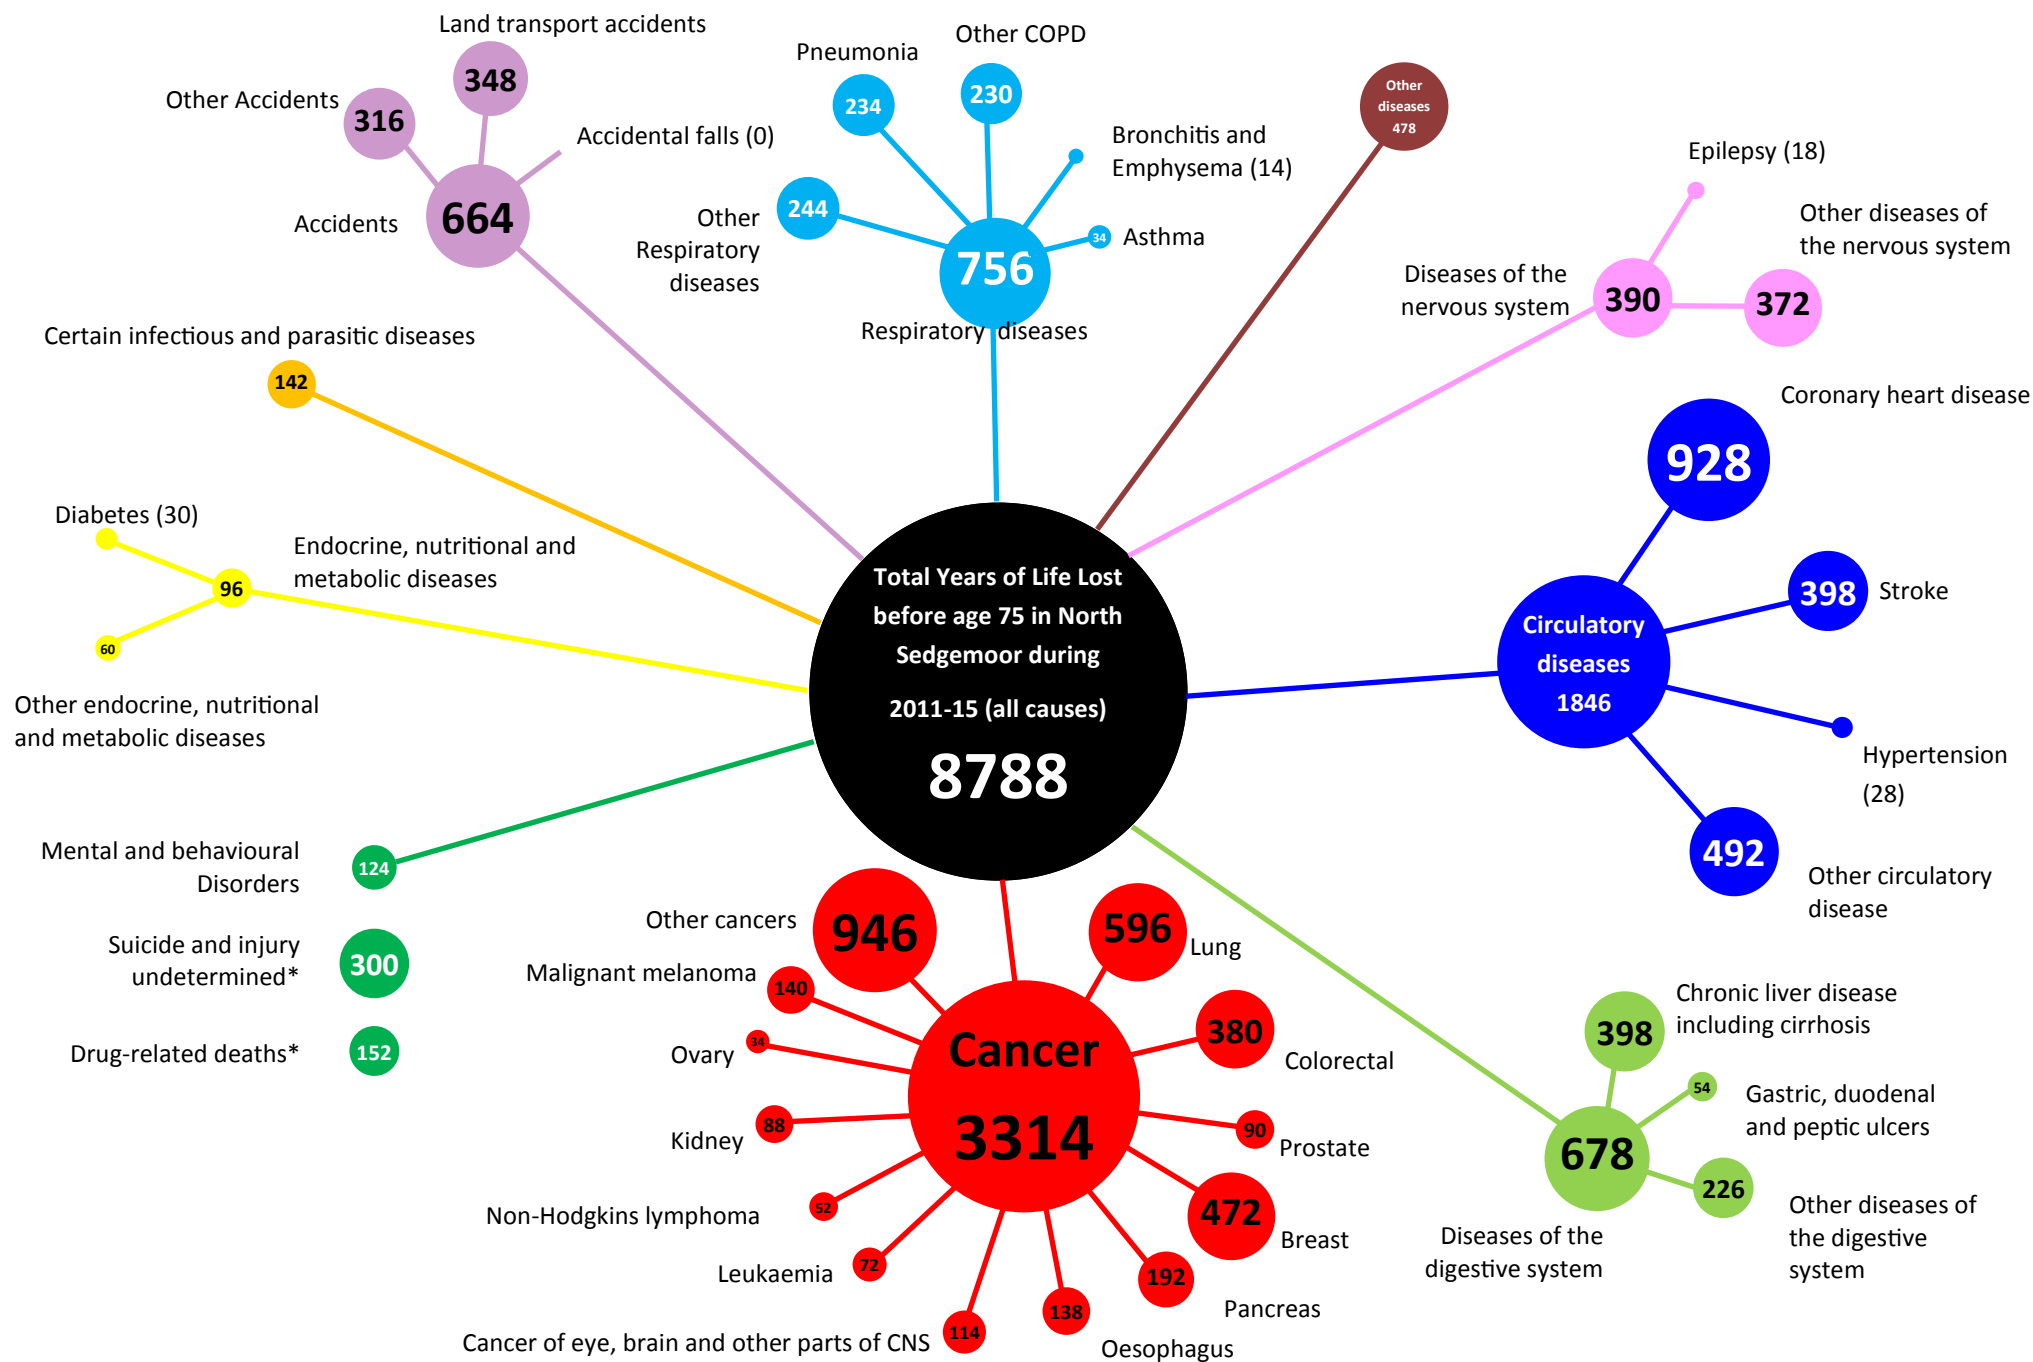 Land transport accidents
348
Other Accidents
316
Accidental falls (0)
Accidents
664
Pneumonia
234
Other COPD
230
Bronchitis and
Emphysema (14)
244
Other
Respiratory
diseases
34
Asthma
756
Respiratory diseases
Other
diseases
478
Epilepsy (18)
Other diseases of
the nervous system
Diseases of the
nervous system
390
372
Certain infectious and parasitic diseases
142
Coronary heart disease
928
Diabetes (30)
Endocrine, nutritional and
metabolic diseases
96
60
Other endocrine, nutritional
and metabolic diseases
Total Years of Life Lost
before age 75 in North
Sedgemoor during
2011-15 (all causes)
8788
398
Stroke
Circulatory
diseases
1846
Hypertension
(28)
492
Other circulatory
disease
Mental and behavioural
Disorders
124
Suicide and injury
undetermined*
300
Drug-related deaths*
152
Other cancers
946
596
Lung
Malignant melanoma
140
380
Colorectal
Ovary
34
Cancer
3314
Kidney
88
90
Prostate
Non-Hodgkins lymphoma
52
472
Breast
Leukaemia
72
192
Pancreas
Cancer of eye, brain and other parts of CNS
114
138
Oesophagus
398
Chronic liver disease
including cirrhosis
54
Gastric, duodenal
and peptic ulcers
678
226
Diseases of the
digestive system
Other diseases of
the digestive
system